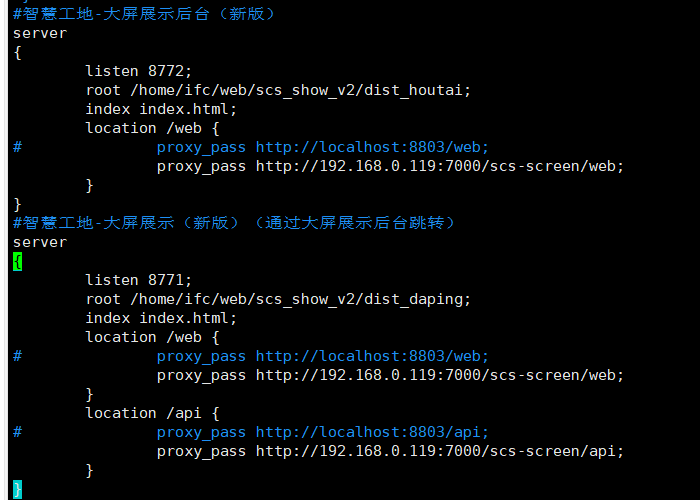 #智慧工地-大屏展示后台（新版）
server
{
        listen 8772;
        root /home/ifc/web/scs_show_v2/dist_houtai;
        index index.html;
        location /web {
#               proxy_pass http://localhost:8803/web;
                proxy_pass http://192.168.0.119:7000/scs-screen/web;
        }
}
#智慧工地-大屏展示（新版）（通过大屏展示后台跳转）
server
{
        listen 8771;
        root /home/ifc/web/scs_show_v2/dist_daping;
        index index.html;
        location /web {
#               proxy_pass http://localhost:8803/web;
                proxy_pass http://192.168.0.119:7000/scs-screen/web;
        }
        location /api {
#               proxy_pass http://localhost:8803/api;
                proxy_pass http://192.168.0.119:7000/scs-screen/api;
        }
}